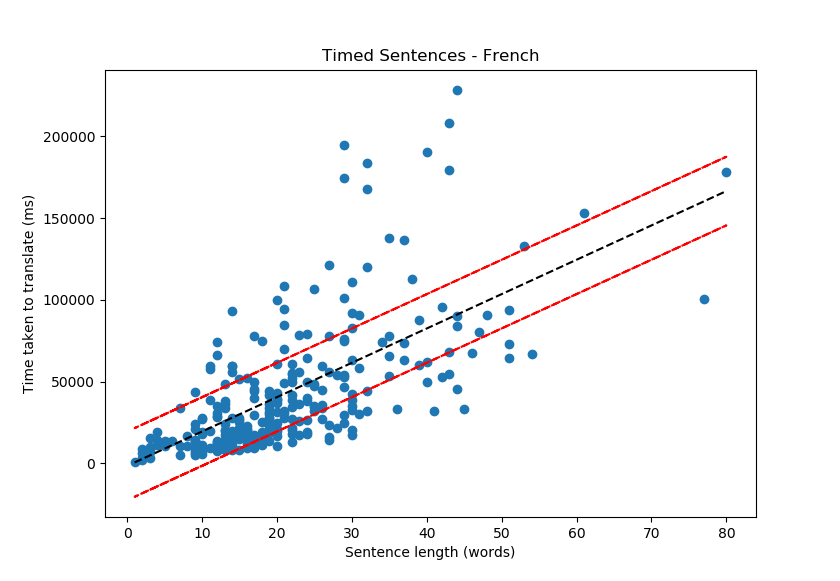 Timed Sentences - French
Time taken to translate (ms)
200000
150000
100000
50000
0
0 10 20 30 40 50 60 70 80
Sentence length (words)